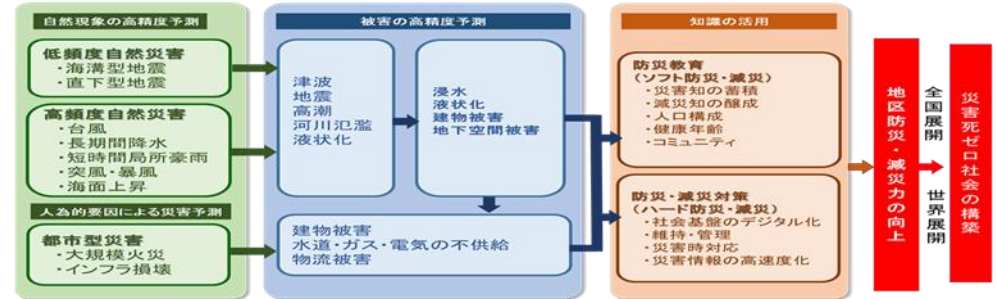 自然現象の高精度予測
低頻度自然災害
・海溝型地震
・直下型地震
高頻度自然災害
・台風
・長期間降水
・短時間局所豪雨
・突風・暴風
・海面上昇
人為的要因による災害予測
都市型災害
・大規模火災
・インフラ損壊
被害の高精度予測
津波
地震
高潮
河川氾濫
液状化
浸水
液状化
建物被害
地下空間被害
建物被害
水道・ガス・電気の不供給
物流被害
知識の活用
防災教育
(ソフト防災・減災)
・災害知の蓄積
・減災知の醸成
・人口構成
・健康年齢
・コミュニティ
防災・減災対策
(ハード防災・減災)
・社会基盤のデジタル化
・維持・管理
・災害時対応
・災害情報の高速度化
地区防災・減災力の向上
全国展開
世界展開
災害死ゼロ社会の構築